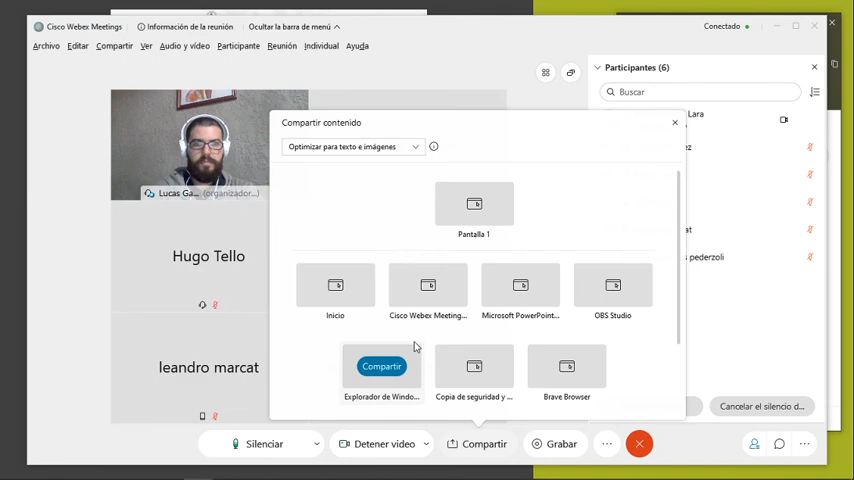 Cisco Webex Meetings
Información de la reunión
Ocultar la barra de menú
Conectado
Archivo Editar Compartir Ver Audio y vídeo Participante Reunión Individual Ayuda
Participantes (6)
Buscar
Lara
Compartir contenido
Optimizar para texto e imágenes
Pantalla 1
Lucas Ga... (organizador...)
Hugo Tello
pederzoli
Inicio
Cisco Webex Meeting...
Microsoft PowerPoint...
OBS Studio
leandro marcat
Compartir
Explorador de Windo...
Copia de seguridad y ...
Brave Browser
Cancelar el silencio d...
Silenciar
Detener video
Compartir
Grabar